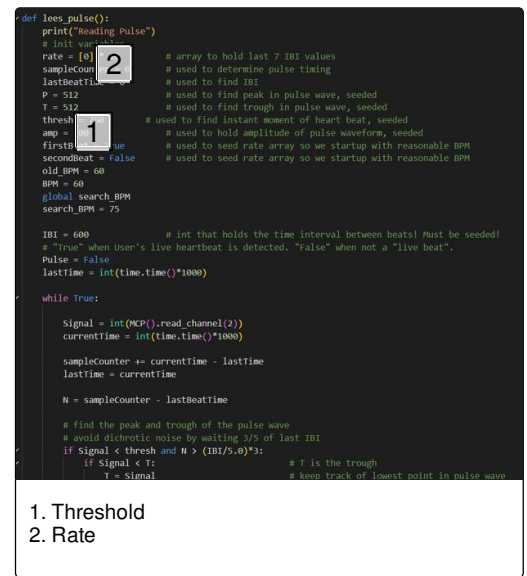 def lees_pulse():
print("Reading Pulse")
# init
rate = [0] 2 # array to hold last 7 IBI values
# used to determine pulse timing
# used to find IBI
P = 512 # used to find peak in pulse wave, seeded
T = 512 # used to find trough in pulse wave, seeded
thresh # used to find instant moment of heart beat, seeded
amp = 1 # used to hold amplitude of pulse waveform, seeded
# used to seed rate array so we startup with reasonable BPM
secondBeat = False # used to seed rate array so we startup with reasonable BPM
old_BPM = 60
BPM = 60
global search_BPM
search_BPM = 75
IBI = 600 # int that holds the time interval between beats! Must be seeded!
# "True" when User's live heartbeat is detected. "False" when not a "live beat".
Pulse = False
lastTime = int(time.time()*1000)
while True:
Signal = int(MCP().read_channel(2))
currentTime = int(time.time()*1000)
sampleCounter += currentTime - lastTime
lastTime = currentTime
N = sampleCounter - lastBeatTime
# find the peak and trough of the pulse wave
# avoid dichrotic noise by waiting 3/5 of last IBI
if Signal < thresh and N > (IBI/5.0)*3:
if Signal < T: # T is the trough
T = Signal # keep track of lowest point in pulse wave
1. Threshold
2. Rate